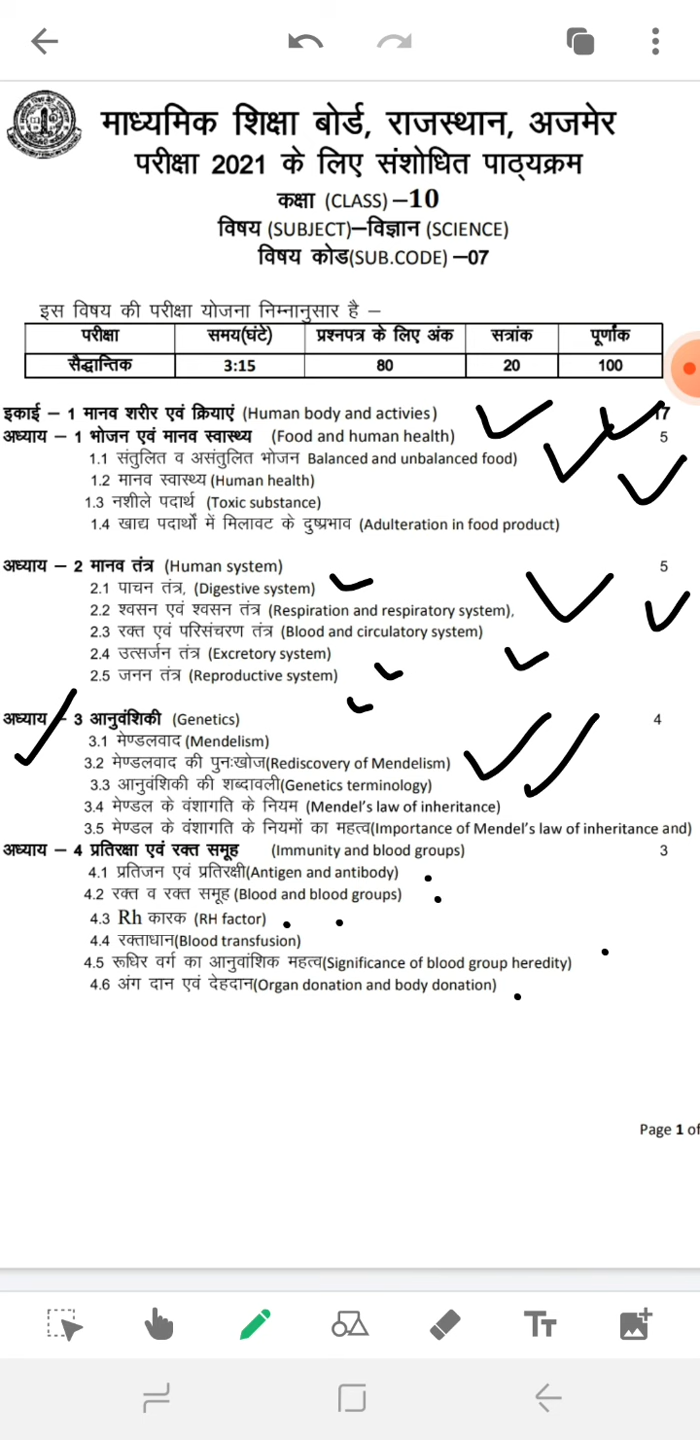 माध्यमिक शिक्षा बोर्ड, राजस्थान, अजमेर
परीक्षा 2021 के लिए संशोधित पाठ्यक्रम
कक्षा (CLASS) –10
विषय (SUBJECT)–विज्ञान (SCIENCE)
विषय कोड(SUB.CODE) –07
इस विषय की परीक्षा योजना निम्नानुसार है –
परीक्षा समय(घंटे) प्रश्नपत्र के लिए अंक सत्रांक पूर्णांक
सैद्धान्तिक 3:15 80 20 100
इकाई – 1 मानव शरीर एवं क्रियाएं (Human body and activies) 17
अध्याय – 1 भोजन एवं मानव स्वास्थ्य (Food and human health) 5
1.1 संतुलित व असंतुलित भोजन Balanced and unbalanced food)
1.2 मानव स्वास्थ्य (Human health)
1.3 नशीले पदार्थ (Toxic substance)
1.4 खाद्य पदार्थों में मिलावट के दुष्प्रभाव (Adulteration in food product)
अध्याय – 2 मानव तंत्र (Human system) 5
2.1 पाचन तंत्र, (Digestive system)
2.2 श्वसन एवं श्वसन तंत्र (Respiration and respiratory system),
2.3 रक्त एवं परिसंचरण तंत्र (Blood and circulatory system)
2.4 उत्सर्जन तंत्र (Excretory system)
2.5 जनन तंत्र (Reproductive system)
अध्याय – 3 आनुवंशिकी (Genetics) 4
3.1 मेण्डलवाद (Mendelism)
3.2 मेण्डलवाद की पुनःखोज(Rediscovery of Mendelism)
3.3 आनुवंशिकी की शब्दावली(Genetics terminology)
3.4 मेण्डल के वंशागति के नियम (Mendel's law of inheritance)
3.5 मेण्डल के वंशागति के नियमों का महत्व(Importance of Mendel's law of inheritance and)
अध्याय – 4 प्रतिरक्षा एवं रक्त समूह (Immunity and blood groups) 3
4.1 प्रतिजन एवं प्रतिरक्षी(Antigen and antibody)
4.2 रक्त व रक्त समूह (Blood and blood groups)
4.3 Rh कारक (RH factor)
4.4 रक्ताधान(Blood transfusion)
4.5 रूधिर वर्ग का आनुवांशिक महत्व(Significance of blood group heredity)
4.6 अंग दान एवं देहदान(Organ donation and body donation)
Page 1 of
TT